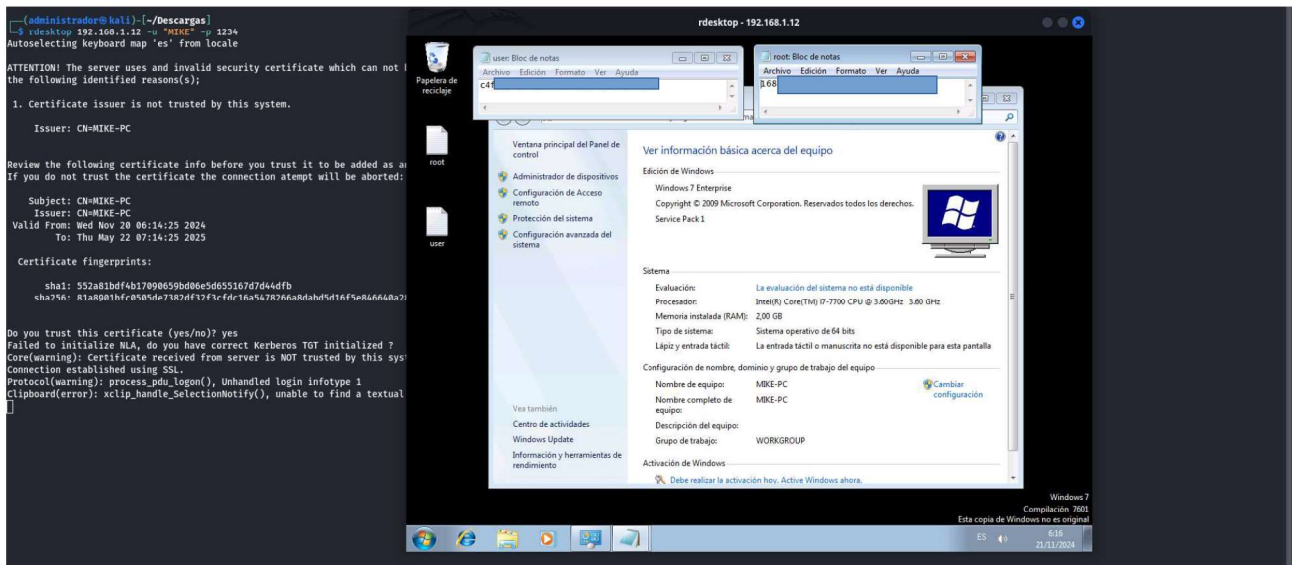 (administrador㉿kali)-[~/Descargas]
$ rdesktop 192.168.1.12 -u "MIKE" -p 1234
Autoselecting keyboard map 'es' from locale
ATTENTION! The server uses and invalid security certificate which can not
the following identified reasons(s);
1. Certificate issuer is not trusted by this system.
Issuer: CN=MIKE-PC
Review the following certificate info before you trust it to be added as
If you do not trust the certificate the connection atempt will be aborted:
Subject: CN=MIKE-PC
Issuer: CN=MIKE-PC
Valid From: Wed Nov 20 06:14:25 2024
To: Thu May 22 07:14:25 2025
Certificate fingerprints:
sha1: 552a81bdf4b17090659bd06e5d655167d7d44dfb
sha256:
Do you trust this certificate (yes/no)? yes
Failed to initialize NLA, do you have correct Kerberos TGT initialized ?
Core(warning): Certificate received from server is NOT trusted by this
Connection established using SSL.
Protocol(warning): process_pdu_logon(), Unhandled login infotype 1
Clipboard(error): xclip_handle_SelectionNotify(), unable to find a textual
rdesktop - 192.168.1.12
Papelera de
reciclaje
root
user
user: Bloc de notas
Archivo Edición Formato Ver Ayuda
c4f
root: Bloc de notas
Archivo Edición Formato Ver Ayuda
168
Ventana principal del Panel de
control
Administrador de dispositivos
Configuración de Acceso
remoto
Protección del sistema
Configuración avanzada del
sistema
Vea también
Centro de actividades
Windows Update
Información y herramientas de
rendimiento
Ver información básica acerca del equipo
Edición de Windows
Windows 7 Enterprise
Copyright © 2009 Microsoft Corporation. Reservados todos los derechos.
Service Pack 1
Sistema
Evaluación: La evaluación del sistema no está disponible
Procesador: Intel(R) Core(TM) i7-7700 CPU @ 3.60GHz 3.60 GHz
Memoria instalada (RAM): 2,00 GB
Tipo de sistema: Sistema operativo de 64 bits
Lápiz y entrada táctil: La entrada táctil o manuscrita no está disponible para esta pantalla
Configuración de nombre, dominio y grupo de trabajo del equipo
Nombre de equipo: MIKE-PC
Cambiar
configuración
Nombre completo de
equipo: MIKE-PC
Descripción del equipo:
Grupo de trabajo: WORKGROUP
Activación de Windows
Debe realizar la activación hoy. Active Windows ahora.
Windows 7
Compilación 7601
Esta copia de Windows no es original
ES
6:16
21/11/2024